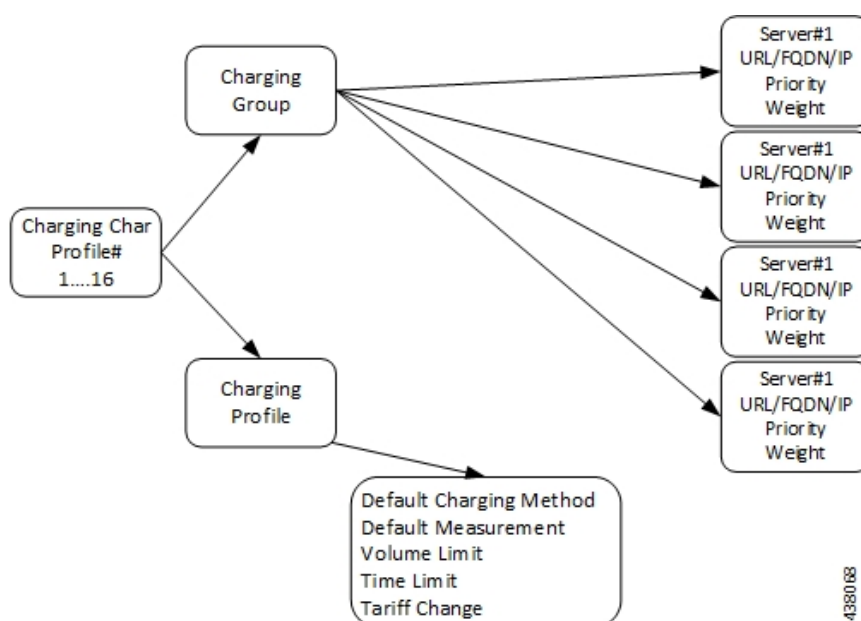 Charging
Group
Charging Char
Profile#
1....16
Charging
Profile
Server#1
URL/FQDN/IP
Priority
Weight
Server#1
URL/FQDN/IP
Priority
Weight
Server#1
URL/FQDN/IP
Priority
Weight
Server#1
URL/FQDN/IP
Priority
Weight
Default Charging Method
Default Measurement
Volume Limit
Time Limit
Tariff Change
438068